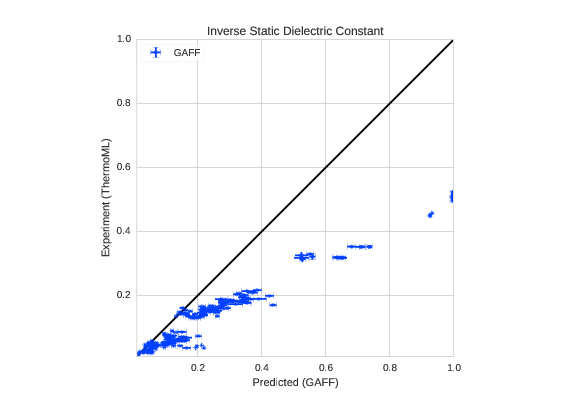 Inverse Static Dielectric Constant
GAFF
1.0
0.8
0.6
0.4
0.2
Experiment (ThermoML)
0.2 0.4 0.6 0.8 1.0
Predicted (GAFF)